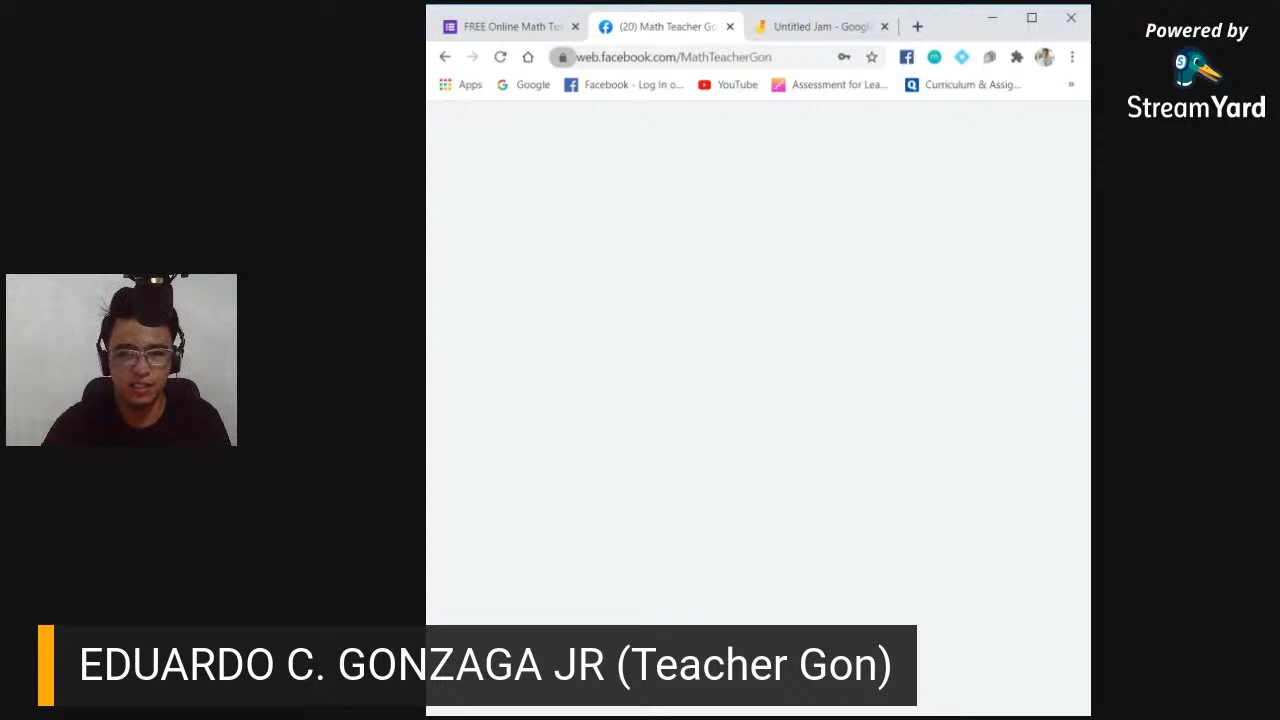 FREE Online Math Tu
(20) Math Teacher Go
Untitled Jam - Googl
web.facebook.com/MathTeacherGon
Apps
Google
Facebook - Log In o...
YouTube
Assessment for Lea...
Curriculum & Assig...
»
Powered by
StreamYard
EDUARDO C. GONZAGA JR (Teacher Gon)